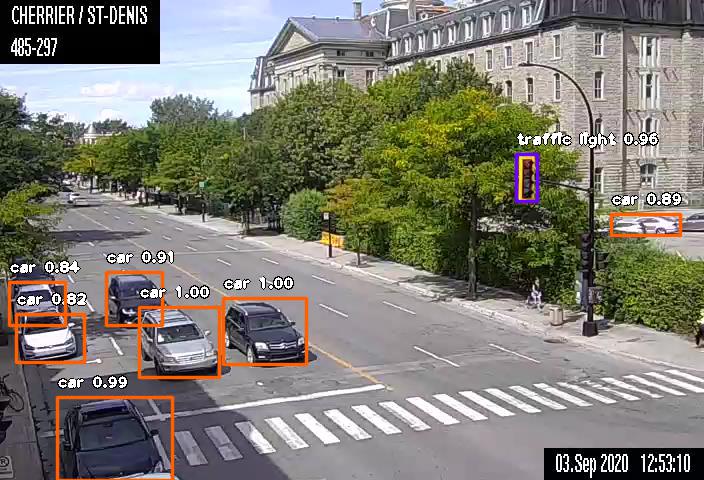 CHERRIER / ST-DENIS
485-297
traffic light 0.96
car 0.89
car 0.84
car 0.91
car 0.82
car 1.00
car 1.00
car 0.99
03.Sep 2020 12:53:10